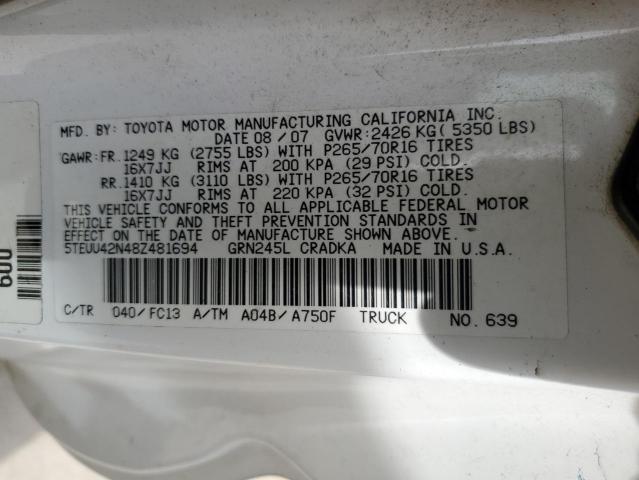 MFD. BY: TOYOTA MOTOR MANUFACTURING CALIFORNIA INC.
DATE 08/07 GVWR:2426 KG( 5350 LBS)
GAWR:FR.1249 KG (2755 LBS) WITH P265/70R16 TIRES
16X7JJ RIMS AT 200 KPA (29 PSI) COLD.
RR.1410 KG (3110 LBS) WITH P265/70R16 TIRES
16X7JJ RIMS AT 220 KPA (32 PSI) COLD.
THIS VEHICLE CONFORMS TO ALL APPLICABLE FEDERAL MOTOR
VEHICLE SAFETY AND THEFT PREVENTION STANDARDS IN
EFFECT ON THE DATE OF MANUFACTURE SHOWN ABOVE.
5TEUU42N48Z481694 GRN245L CRADKA MADE IN U.S.A.
C/TR 040/FC13 A/TM A04B/A750F TRUCK NO. 639
600